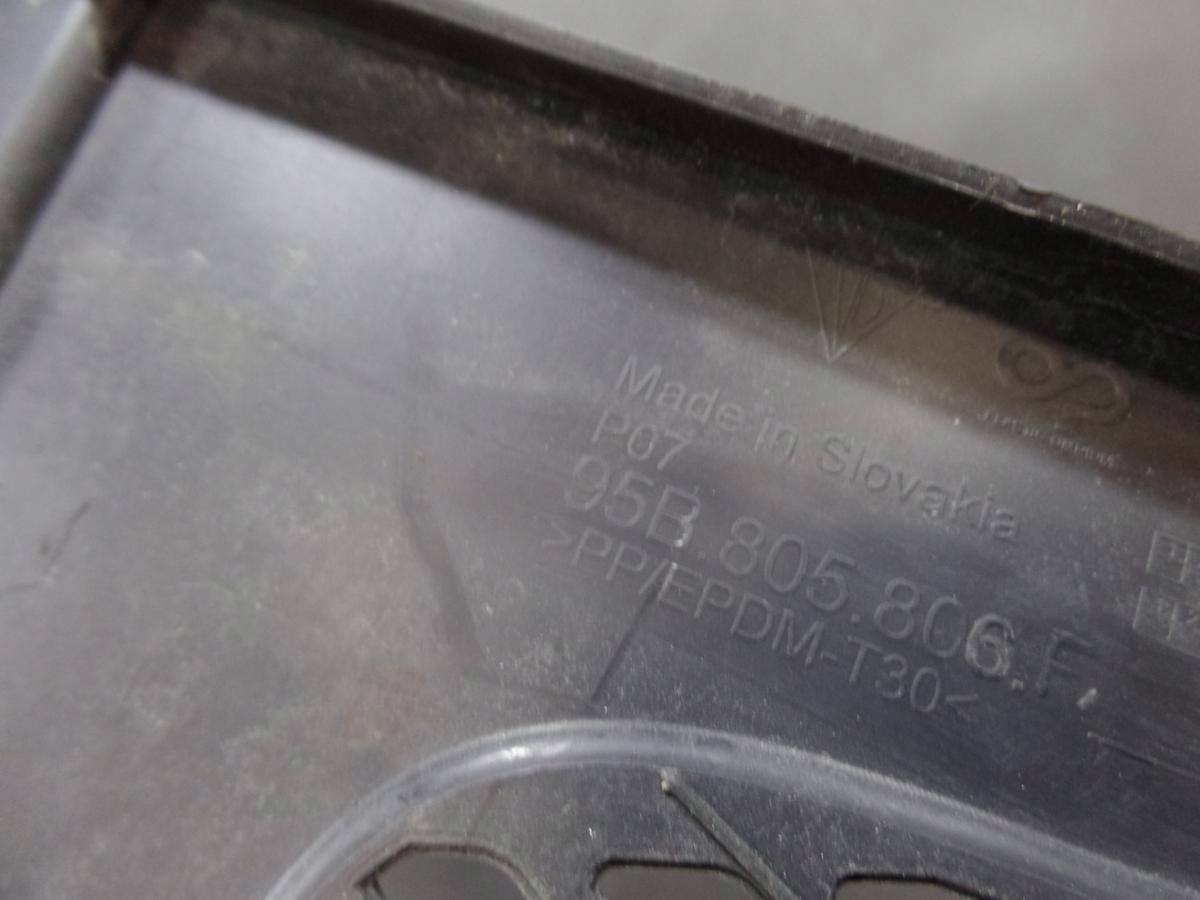 Made in Slovakia
P07
95B.805.806.F
>PP/EPDM-T30<